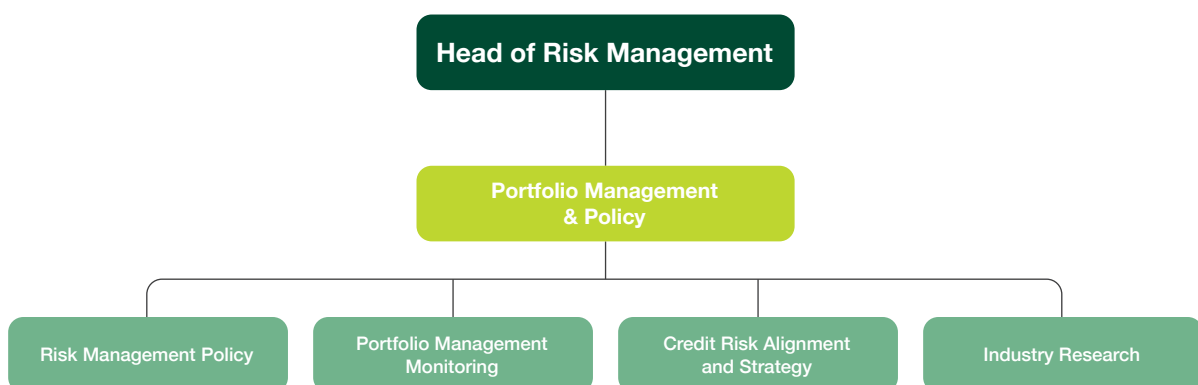 Head of Risk Management
Portfolio Management
& Policy
Risk Management Policy
Portfolio Management
Monitoring
Credit Risk Alignment
and Strategy
Industry Research